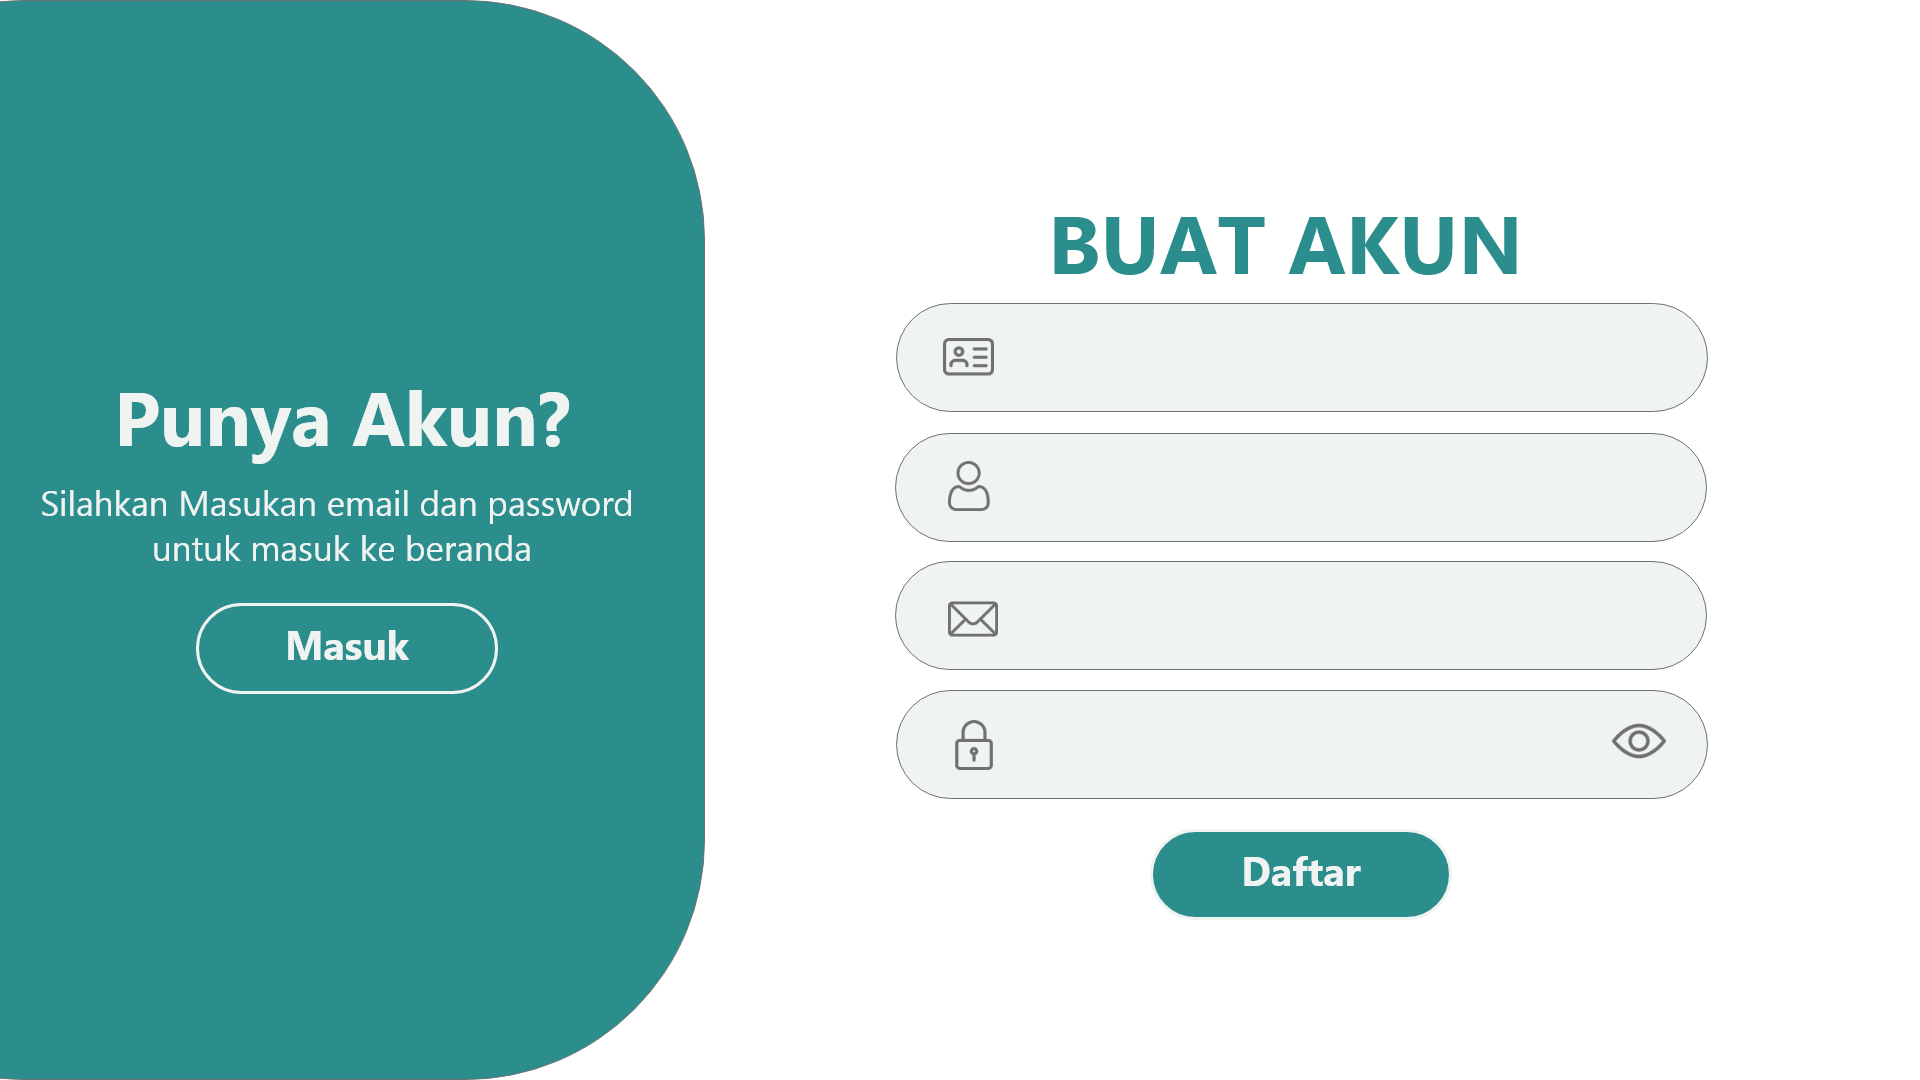 Punya Akun?
Silahkan Masukan email dan password
untuk masuk ke beranda
Masuk
BUAT AKUN
Daftar